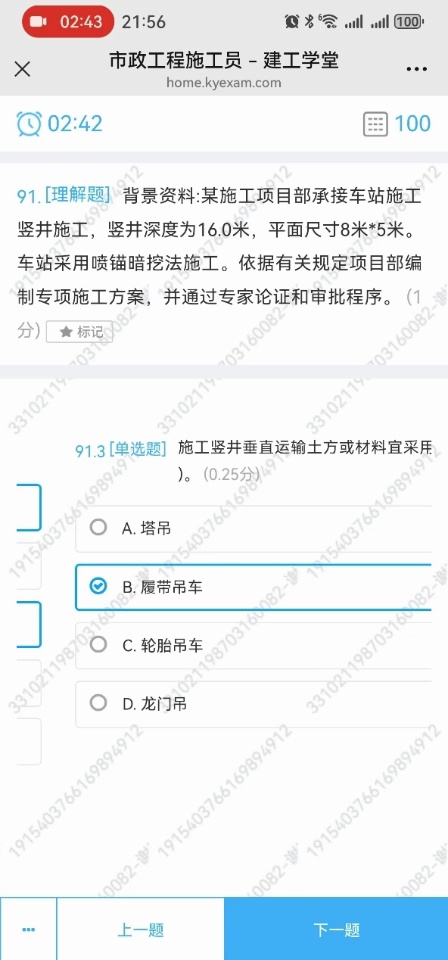 02:43 21:56 6 100
市政工程施工员 - 建工学堂
home.kyexam.com
02:42 100
91.[理解题] 背景资料:某施工项目部承接车站施工
竖井施工，竖井深度为16.0米，平面尺寸8米*5米。
车站采用喷锚暗挖法施工。依据有关规定项目部编
制专项施工方案，并通过专家论证和审批程序。(1
分) ★ 标记
91.3 [单选题] 施工竖井垂直运输土方或材料宜采用
)。(0.25分)
A. 塔吊
B. 履带吊车
C. 轮胎吊车
D. 龙门吊
上一题 下一题